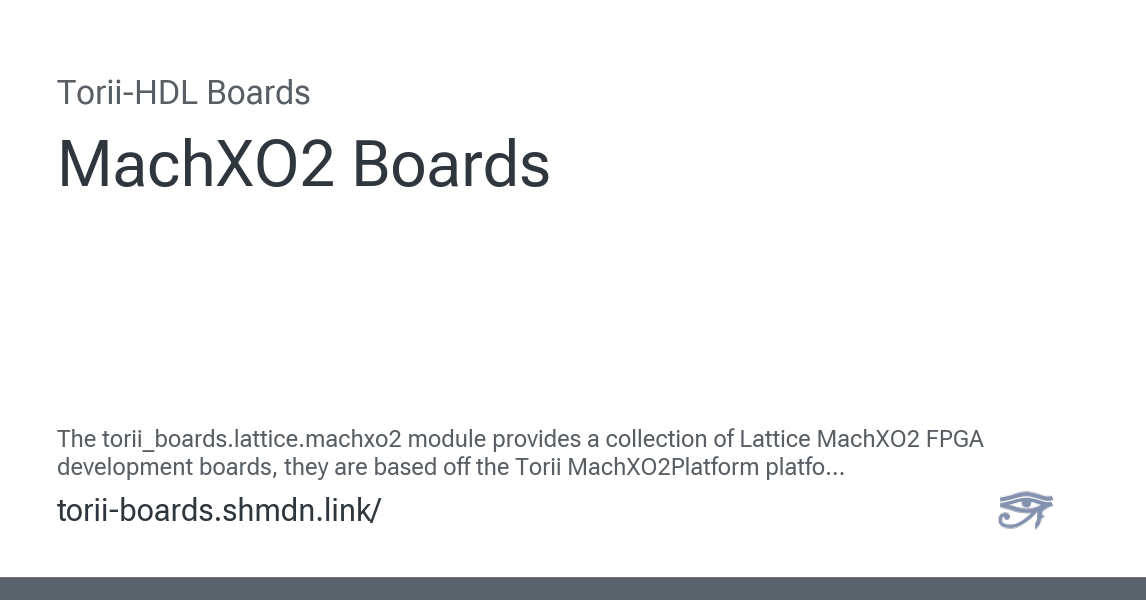 Torii-HDL Boards
MachXO2 Boards
The torii_boards.lattice.machxo2 module provides a collection of Lattice MachXO2 FPGA
development boards, they are based off the Torii MachXO2Platform platfo...
torii-boards.shmdn.link/